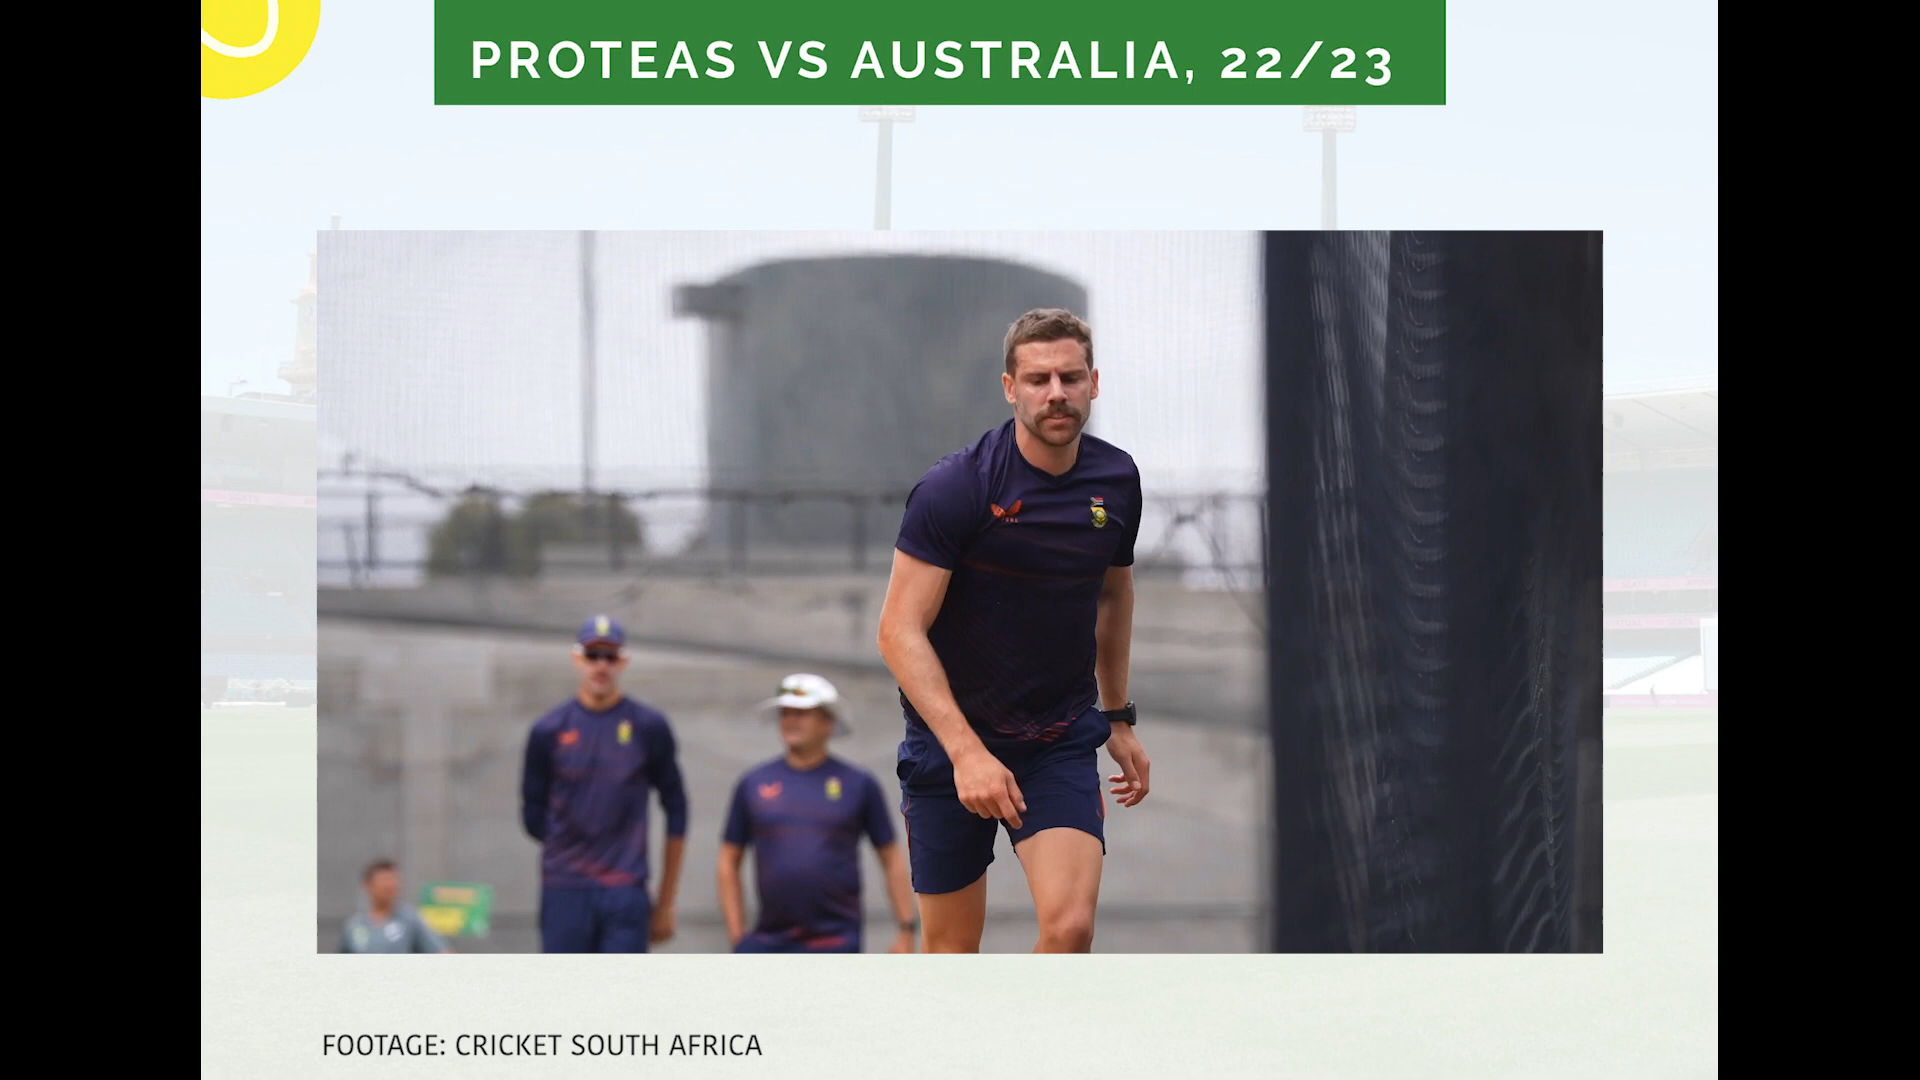 PROTEAS VS AUSTRALIA, 22/23
FOOTAGE: CRICKET SOUTH AFRICA